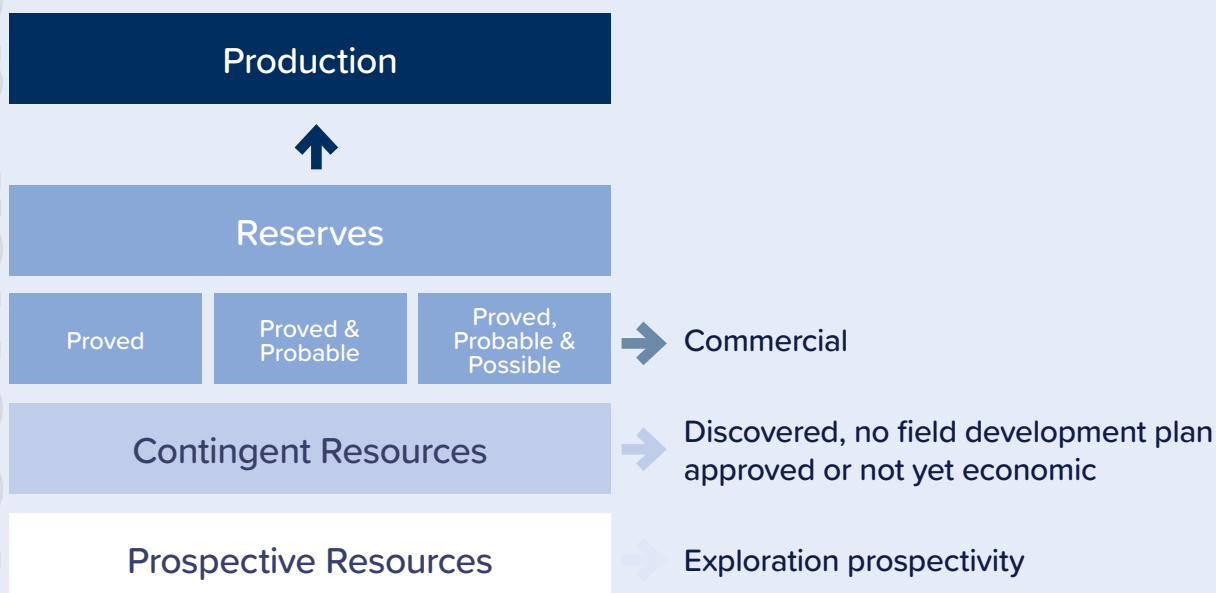 Production
Reserves
Proved
Proved &
Probable
Proved,
Probable &
Possible
Commercial
Contingent Resources
Discovered, no field development plan
approved or not yet economic
Prospective Resources
Exploration prospectivity